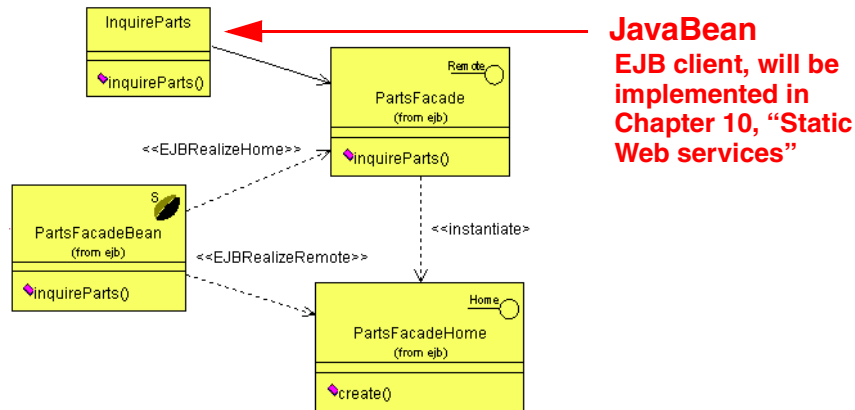 InquireParts
inquireParts()
JavaBean
EJB client, will be
implemented in
Chapter 10, “Static
Web services”
Remote
PartsFacade
(from ejb)
inquireParts()
<<EJBRealizeHome>>
S
PartsFacadeBean
(from ejb)
inquireParts()
<<instantiate>
<<EJBRealizeRemote>>
Home
PartsFacadeHome
(from ejb)
create()